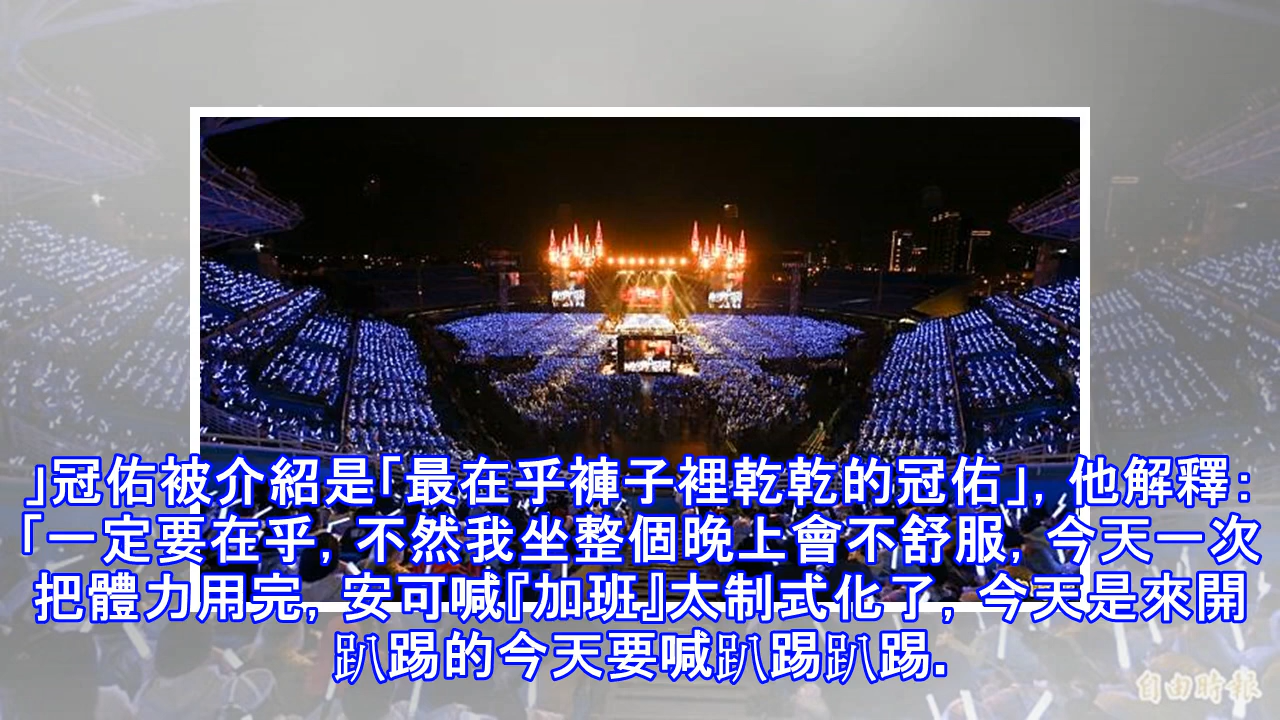 」冠佑被介紹是「最在乎褲子裡乾乾的冠佑」, 他解釋:
「一定要在乎, 不然我坐整個晚上會不舒服, 今天一次
把體力用完, 安可喊『加班』太制式化了, 今天是來開
趴踢的今天要喊趴踢趴踢.
自由時報